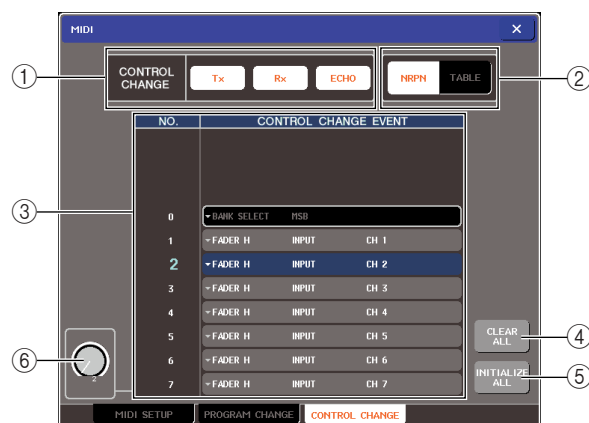 MIDI ×
① CONTROL CHANGE Tx Rx ECHO NRPN TABLE ②
NO. CONTROL CHANGE EVENT
③
0 BANK SELECT MSB
1 FADER H INPUT CH 1
2 FADER H INPUT CH 2
3 FADER H INPUT CH 3
4 FADER H INPUT CH 4
5 FADER H INPUT CH 5
6 FADER H INPUT CH 6
7 FADER H INPUT CH 7
CLEAR ALL ④
INITIALIZE ALL ⑤
⑥ 2
MIDI SETUP PROGRAM CHANGE CONTROL CHANGE